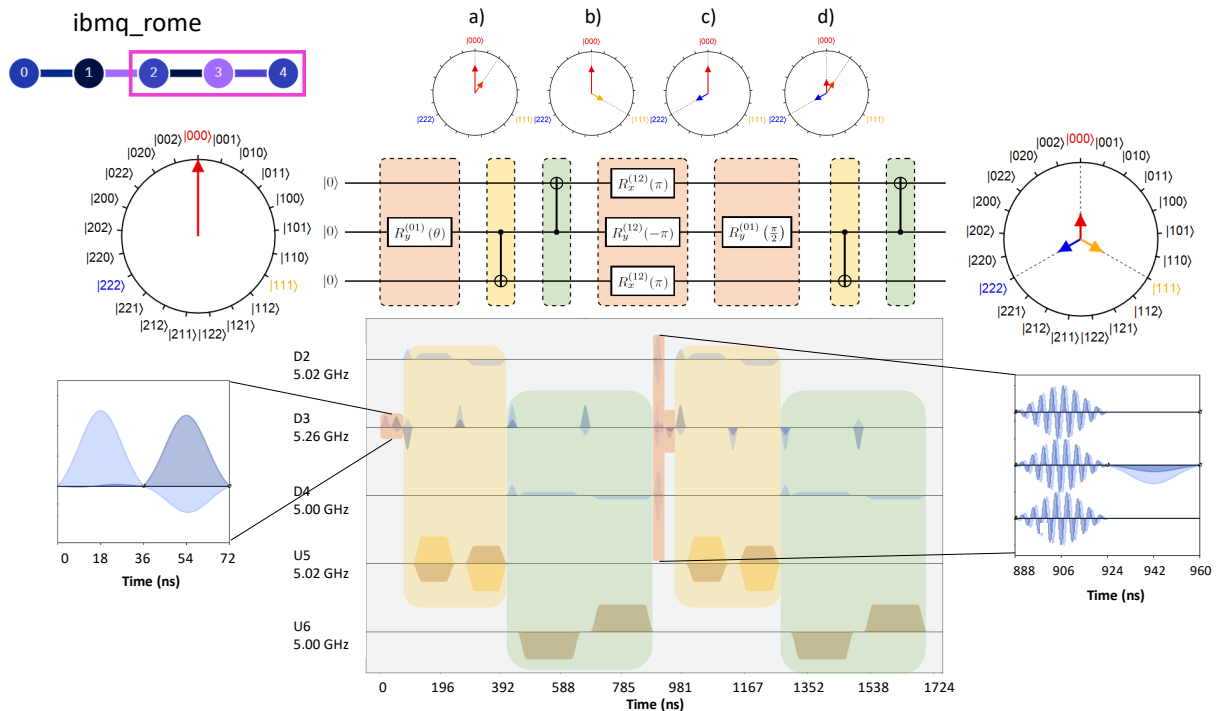 ibmq_rome
0 1 2 3 4
a) b) c) d)
|000⟩ |000⟩ |000⟩ |000⟩
|222⟩ |111⟩ |222⟩ |111⟩ |222⟩ |111⟩ |222⟩ |111⟩
|000⟩
|002⟩ |001⟩
|020⟩ |010⟩
|022⟩ |011⟩
|200⟩ |100⟩
|202⟩ |101⟩
|220⟩ |110⟩
|222⟩ |111⟩
|221⟩ |112⟩
|212⟩ |121⟩
|211⟩ |122⟩
|0⟩ R_x^(12)(π)
|0⟩ R_y^(01)(θ) R_y^(12)(-π) R_y^(01)(π/2)
|0⟩ R_x^(12)(π)
|000⟩
|002⟩ |001⟩
|020⟩ |010⟩
|022⟩ |011⟩
|200⟩ |100⟩
|202⟩ |101⟩
|220⟩ |110⟩
|222⟩ |111⟩
|221⟩ |112⟩
|212⟩ |121⟩
|211⟩ |122⟩
D2
5.02 GHz
D3
5.26 GHz
D4
5.00 GHz
U5
5.02 GHz
U6
5.00 GHz
0 196 392 588 785 981 1167 1352 1538 1724
Time (ns)
0 18 36 54 72
Time (ns)
888 906 924 942 960
Time (ns)